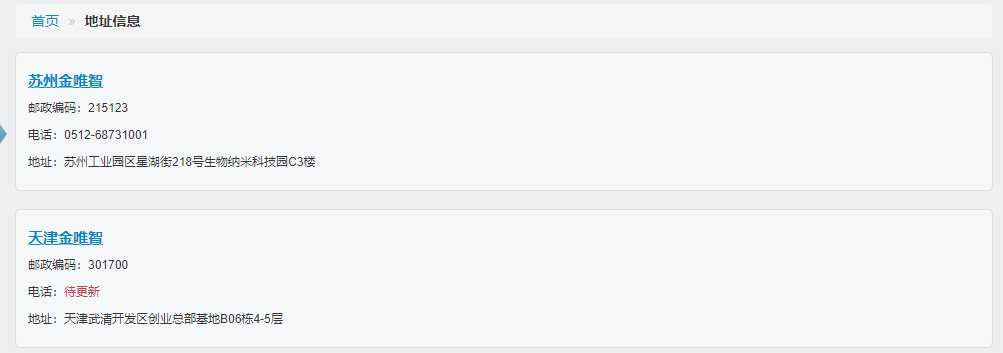 首页 » 地址信息
苏州金唯智
邮政编码：215123
电话：0512-68731001
地址：苏州工业园区星湖街218号生物纳米科技园C3楼
天津金唯智
邮政编码：301700
电话：待更新
地址：天津武清开发区创业总部基地B06栋4-5层